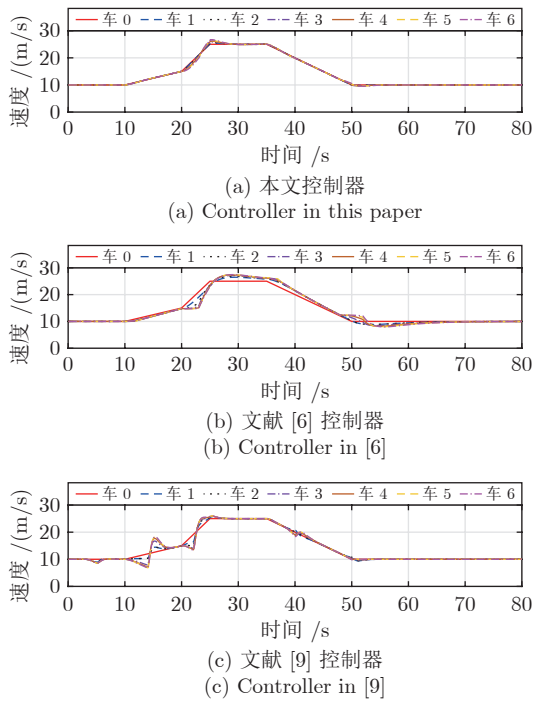 车 0 车 1 车 2 车 3 车 4 车 5 车 6
30
20
10
0
速度 /(m/s)
0 10 20 30 40 50 60 70 80
时间 /s
(a) 本文控制器
(a) Controller in this paper
车 0 车 1 车 2 车 3 车 4 车 5 车 6
30
20
10
0
速度 /(m/s)
0 10 20 30 40 50 60 70 80
时间 /s
(b) 文献 [6] 控制器
(b) Controller in [6]
车 0 车 1 车 2 车 3 车 4 车 5 车 6
30
20
10
0
速度 /(m/s)
0 10 20 30 40 50 60 70 80
时间 /s
(c) 文献 [9] 控制器
(c) Controller in [9]